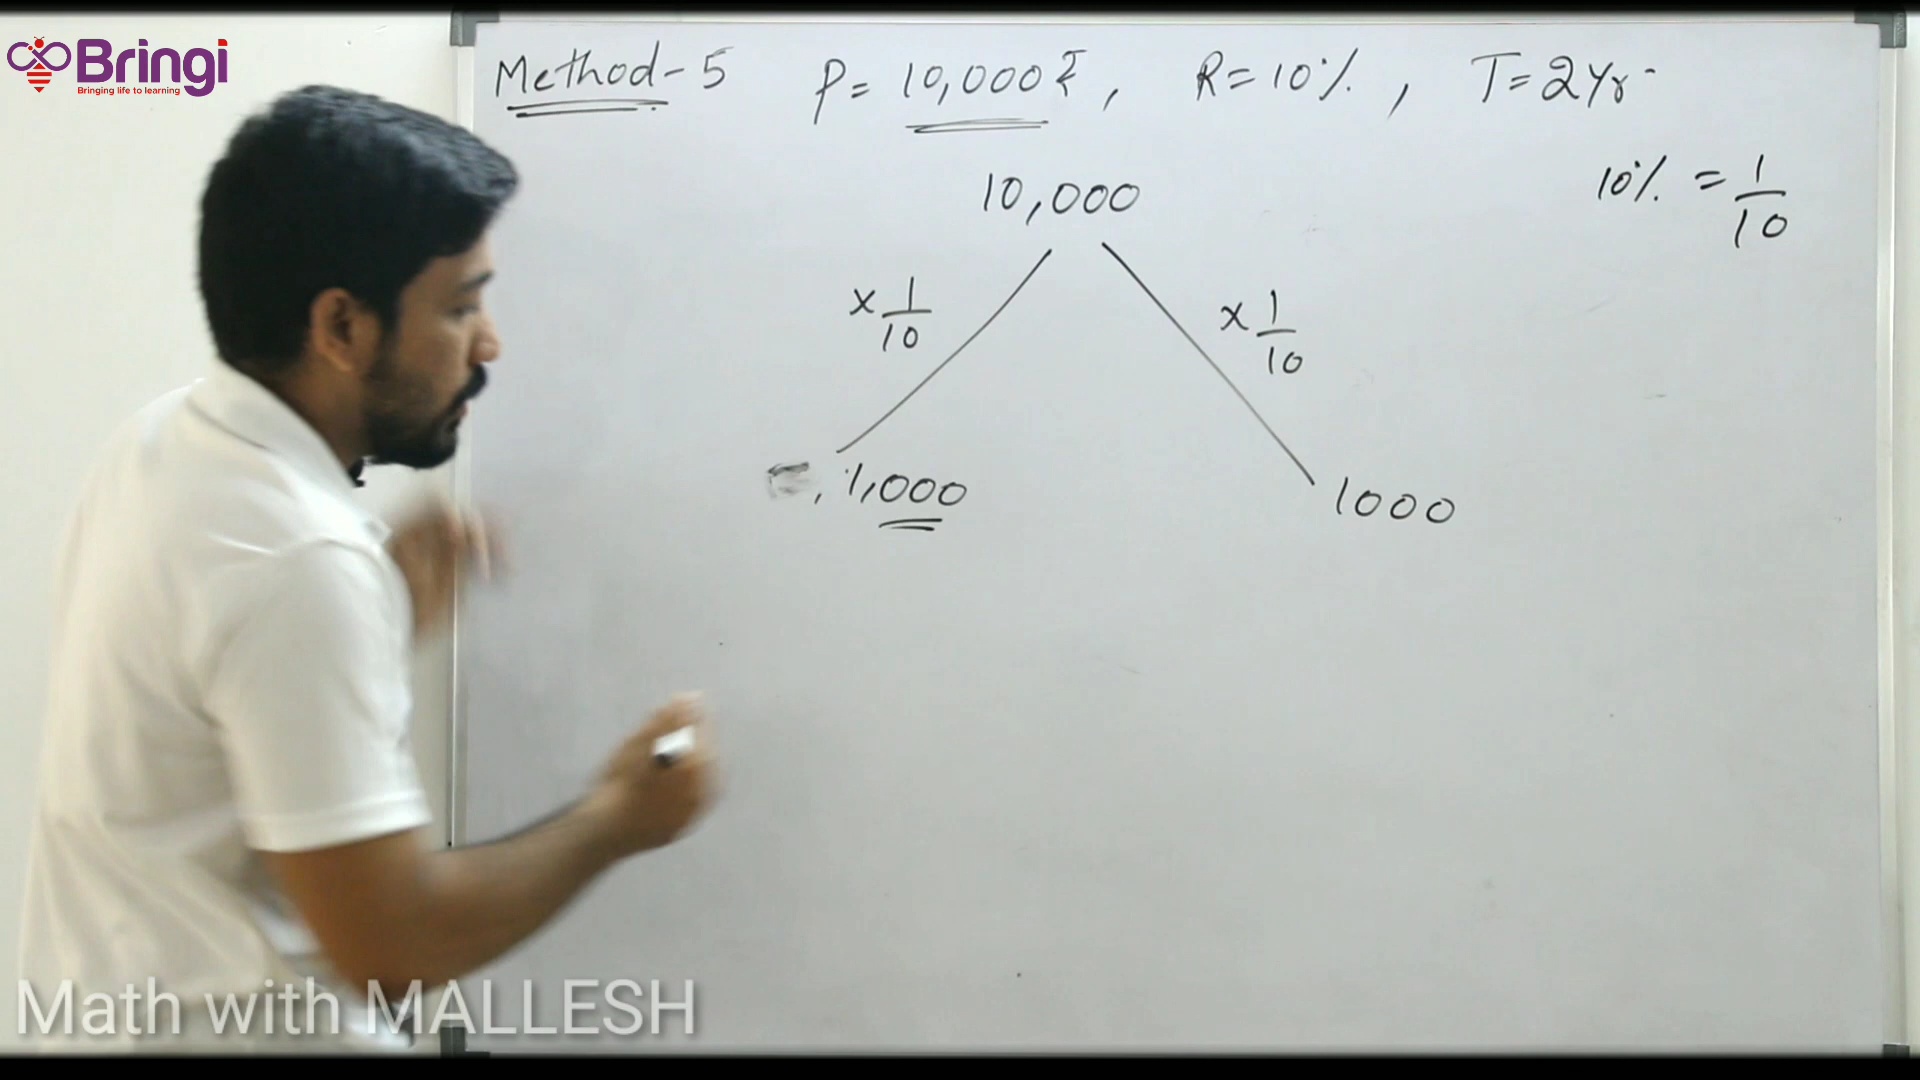 Bringi
Bringing life to learning
Method-5 P = 10,000₹, R = 10%, T = 2Yr
10% = 1/10
10,000
× 1/10 × 1/10
1,000 1000
Math with MALLESH